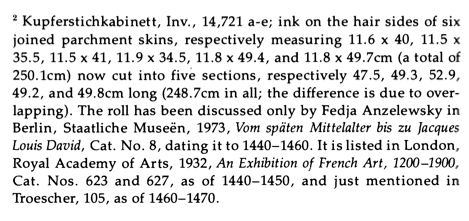 ² Kupferstichkabinett, Inv., 14,721 a-e; ink on the hair sides of six
joined parchment skins, respectively measuring 11.6 x 40, 11.5 x
35.5, 11.5 x 41, 11.9 x 34.5, 11.8 x 49.4, and 11.8 x 49.7cm (a total of
250.1cm) now cut into five sections, respectively 47.5, 49.3, 52.9,
49.2, and 49.8cm long (248.7cm in all; the difference is due to over-
lapping). The roll has been discussed only by Fedja Anzelewsky in
Berlin, Staatliche Museën, 1973, Vom späten Mittelalter bis zu Jacques
Louis David, Cat. No. 8, dating it to 1440-1460. It is listed in London,
Royal Academy of Arts, 1932, An Exhibition of French Art, 1200-1900,
Cat. Nos. 623 and 627, as of 1440-1450, and just mentioned in
Troescher, 105, as of 1460-1470.